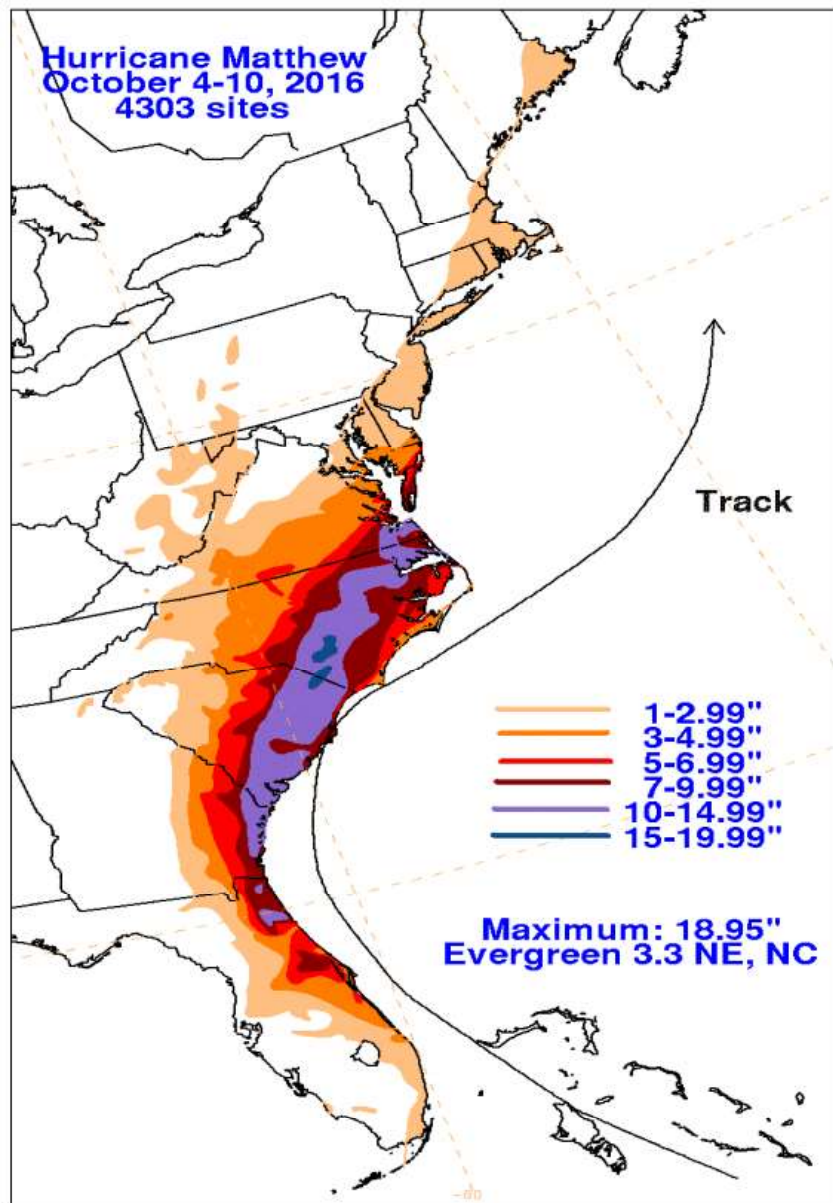 Hurricane Matthew
October 4-10, 2016
4303 sites
Track
1-2.99"
3-4.99"
5-6.99"
7-9.99"
10-14.99"
15-19.99"
Maximum: 18.95"
Evergreen 3.3 NE, NC
-80